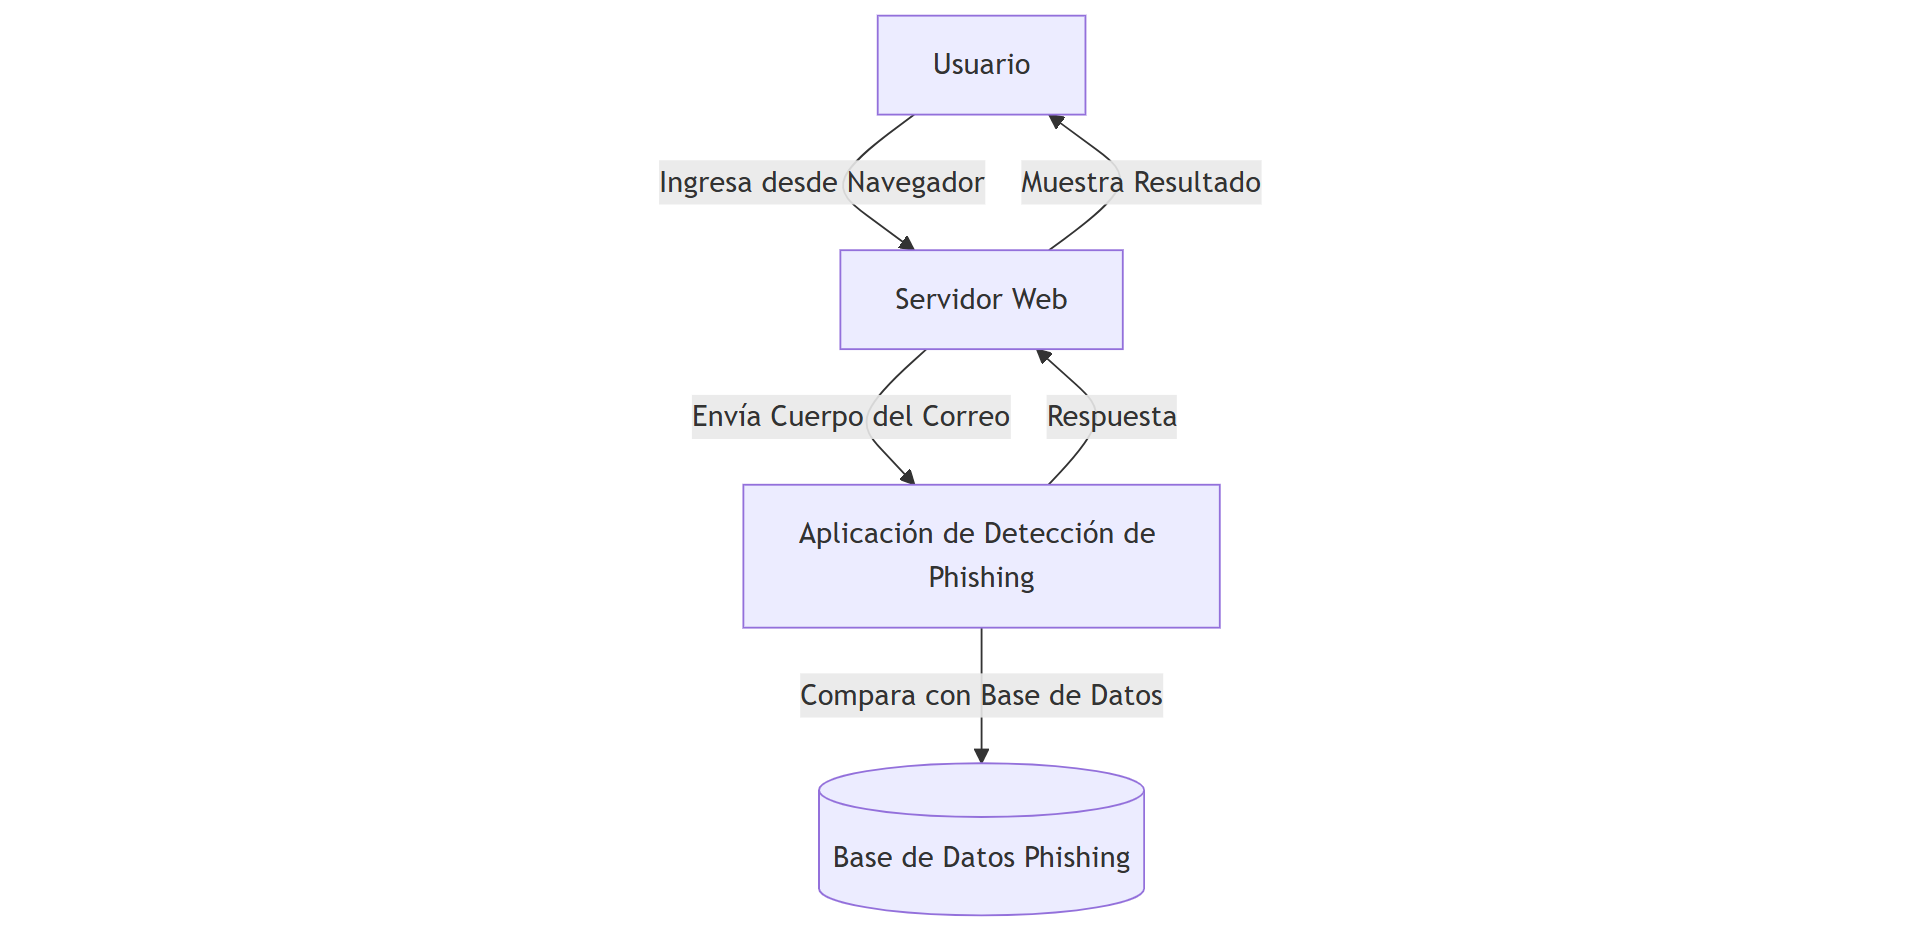 Usuario
Ingresa desde Navegador
Muestra Resultado
Servidor Web
Envía Cuerpo del Correo
Respuesta
Aplicación de Detección de
Phishing
Compara con Base de Datos
Base de Datos Phishing